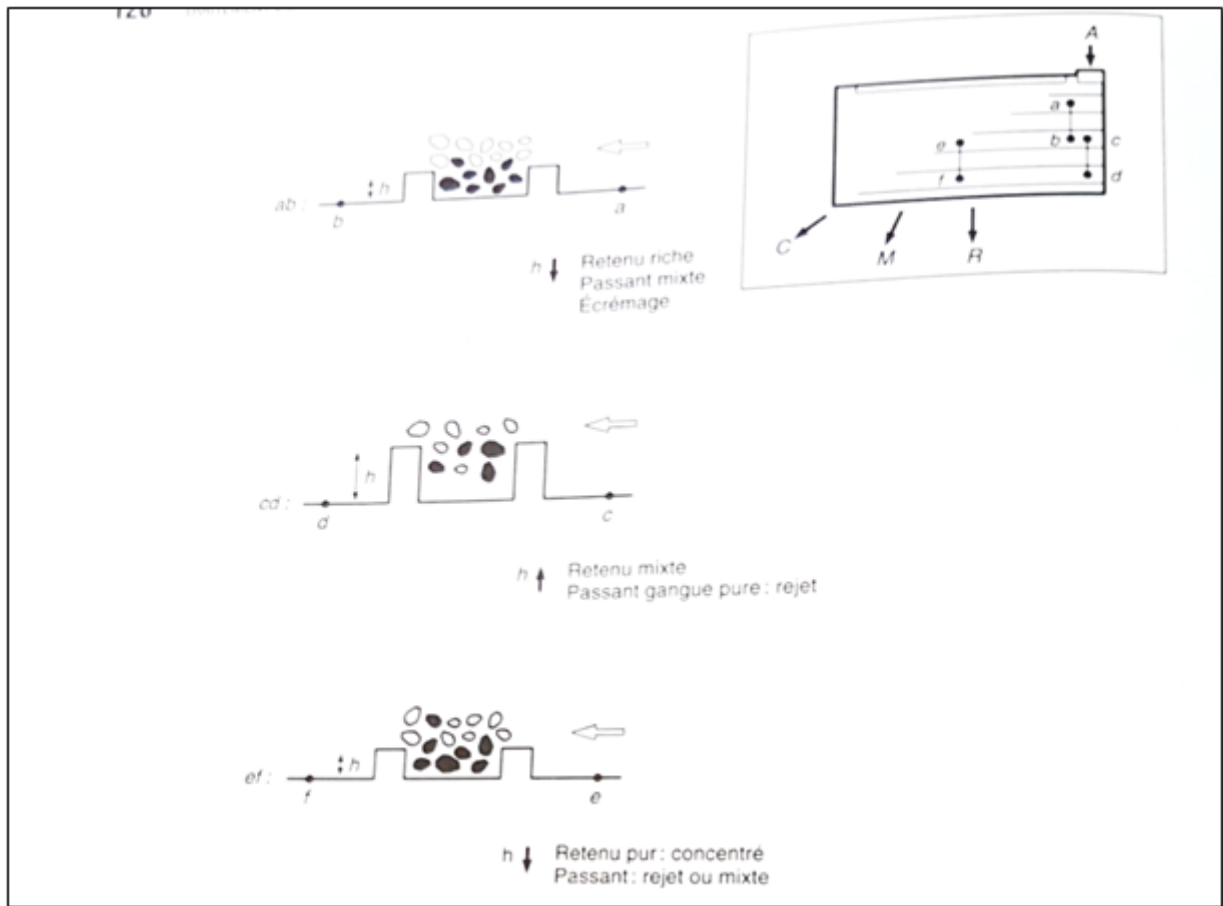 120
A
a
b
c
e
f
d
C
M
R
h
ab :
b
a
h
Retenu riche
Passant mixte
Écrémage
h
cd :
d
c
h
Retenu mixte
Passant gangue pure : rejet
h
ef :
f
e
h
Retenu pur : concentré
Passant : rejet ou mixte